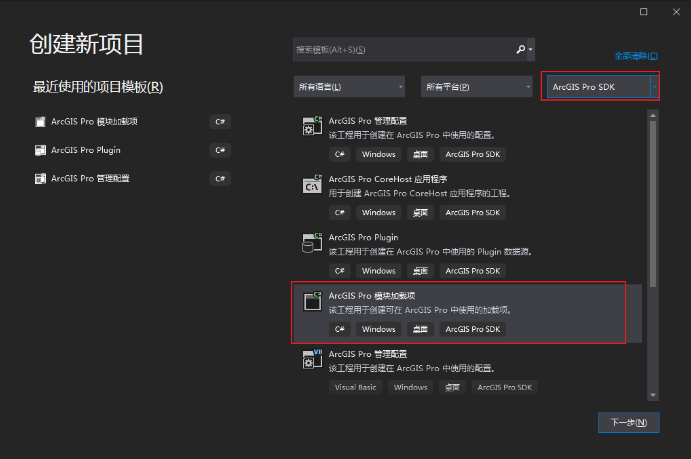 创建新项目
搜索模板(Alt+S)(S)
全部清除(C)
最近使用的项目模板(R)
所有语言(L)
所有平台(P)
ArcGIS Pro SDK
ArcGIS Pro 模块加载项
C#
ArcGIS Pro Plugin
C#
ArcGIS Pro 管理配置
C#
ArcGIS Pro 管理配置
该工程用于创建在 ArcGIS Pro 中使用的配置。
C# Windows 桌面 ArcGIS Pro SDK
ArcGIS Pro CoreHost 应用程序
用于创建 ArcGIS Pro CoreHost 应用程序的工程。
C# Windows 桌面 ArcGIS Pro SDK
ArcGIS Pro Plugin
该工程用于创建在 ArcGIS Pro 中使用的 Plugin 数据源。
C# Windows 桌面 ArcGIS Pro SDK
ArcGIS Pro 模块加载项
该工程用于创建可在 ArcGIS Pro 中使用的加载项。
C# Windows 桌面 ArcGIS Pro SDK
ArcGIS Pro 管理配置
该工程用于创建在 ArcGIS Pro 中使用的配置。
Visual Basic Windows 桌面 ArcGIS Pro SDK
下一步(N)